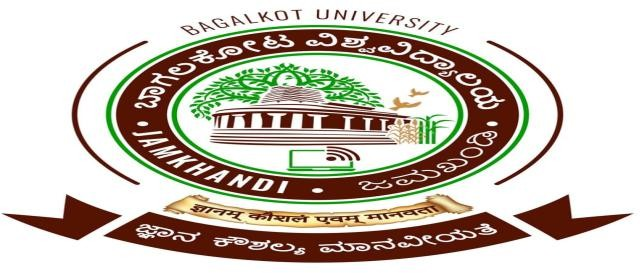 BAGALKOT UNIVERSITY
ಬಾಗಲಕೋಟ ವಿಶ್ವವಿದ್ಯಾಲಯ
JAMKHANDI • ಜಮಖಂಡಿ
ज्ञानम् कौशलं एवम् मानवता
ಜ್ಞಾನ ಕೌಶಲ್ಯ ಮಾನವೀಯತೆ